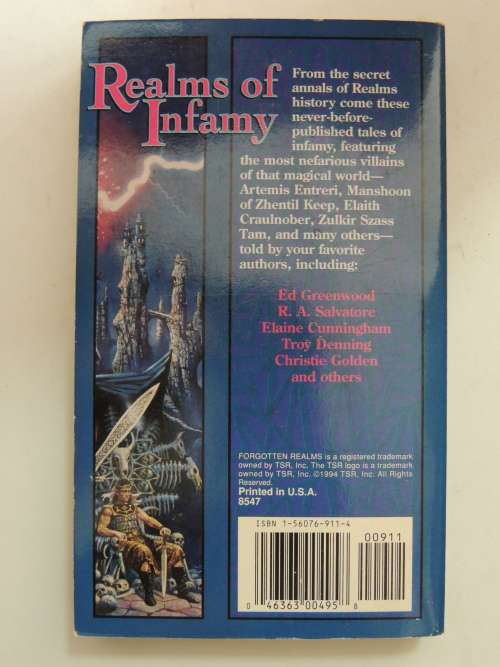 Realms of
Infamy
From the secret
annals of Realms
history come these
never-before-
published tales of
infamy, featuring
the most nefarious villains
of that magical world—
Artemis Entreri, Manshoon
of Zhentil Keep, Elaith
Craulnober, Zulkir Szass
Tam, and many others—
told by your favorite
authors, including:
Ed Greenwood
R. A. Salvatore
Elaine Cunningham
Troy Denning
Christie Golden
and others
FORGOTTEN REALMS is a registered trademark
owned by TSR, Inc. The TSR logo is a trademark
owned by TSR, Inc. ©1994 TSR, Inc. All Rights
Reserved.
Printed in U.S.A.
8547
ISBN 1-56076-911-4
00911
0 46363 00495 8